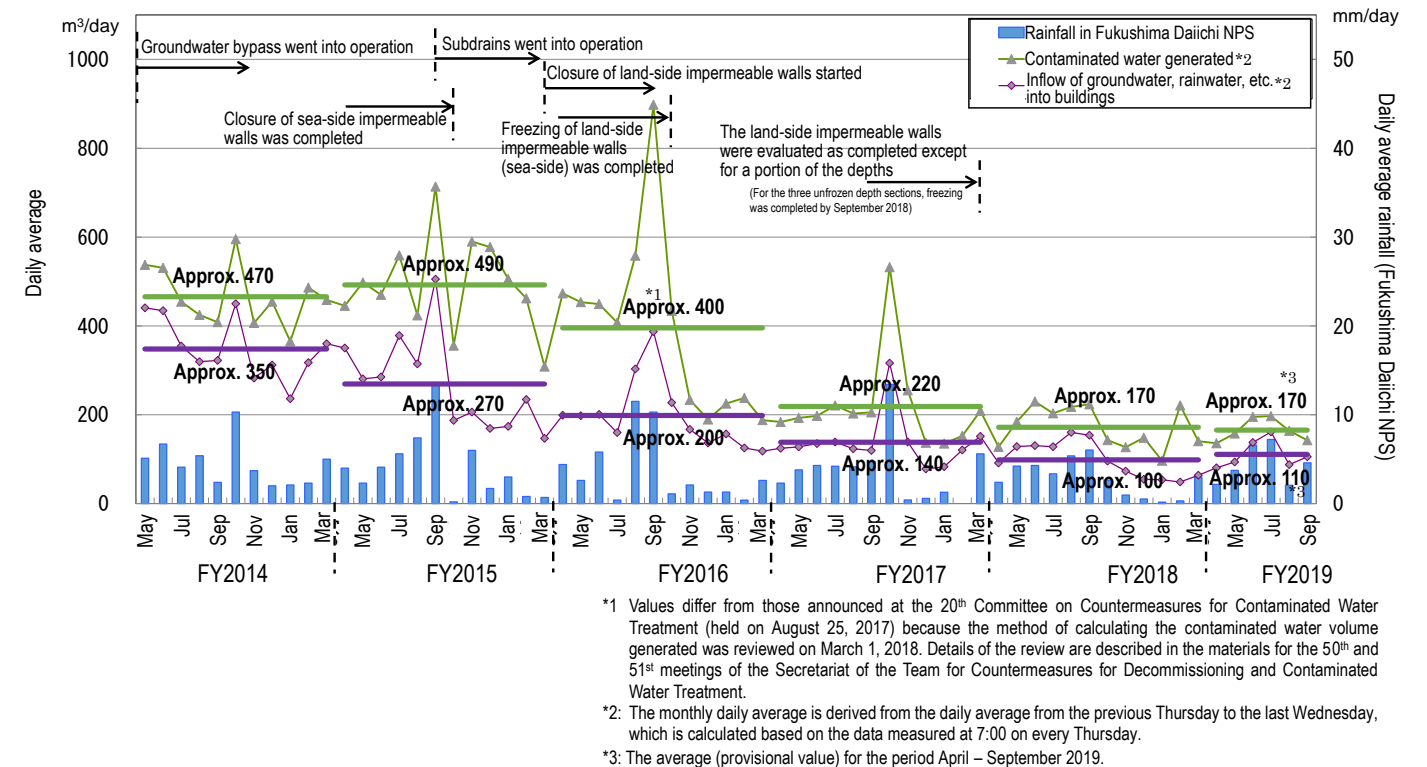 m³/day
mm/day
Groundwater bypass went into operation
Subdrains went into operation
Closure of land-side impermeable walls started
Closure of sea-side impermeable
walls was completed
Freezing of land-side
impermeable walls
(sea-side) was completed
The land-side impermeable walls
were evaluated as completed except
for a portion of the depths
(For the three unfrozen depth sections, freezing
was completed by September 2018)
Rainfall in Fukushima Daiichi NPS
Contaminated water generated*2
Inflow of groundwater, rainwater, etc.*2
into buildings
1000
800
600
400
200
0
50
40
30
20
10
0
Daily average
Daily average rainfall (Fukushima Daiichi NPS)
Approx. 470
Approx. 350
Approx. 490
Approx. 270
*1
Approx. 400
Approx. 200
Approx. 220
Approx. 140
Approx. 170
Approx. 100
*3
Approx. 170
Approx. 110
*3
May Jul Sep Nov Jan Mar May Jul Sep Nov Jan Mar May Jul Sep Nov Jan Mar May Jul Sep Nov Jan Mar May Jul Sep Nov Jan Mar May Jul Sep
FY2014 FY2015 FY2016 FY2017 FY2018 FY2019
*1 Values differ from those announced at the 20th Committee on Countermeasures for Contaminated Water
Treatment (held on August 25, 2017) because the method of calculating the contaminated water volume
generated was reviewed on March 1, 2018. Details of the review are described in the materials for the 50th and
51st meetings of the Secretariat of the Team for Countermeasures for Decommissioning and Contaminated
Water Treatment.
*2: The monthly daily average is derived from the daily average from the previous Thursday to the last Wednesday,
which is calculated based on the data measured at 7:00 on every Thursday.
*3: The average (provisional value) for the period April – September 2019.